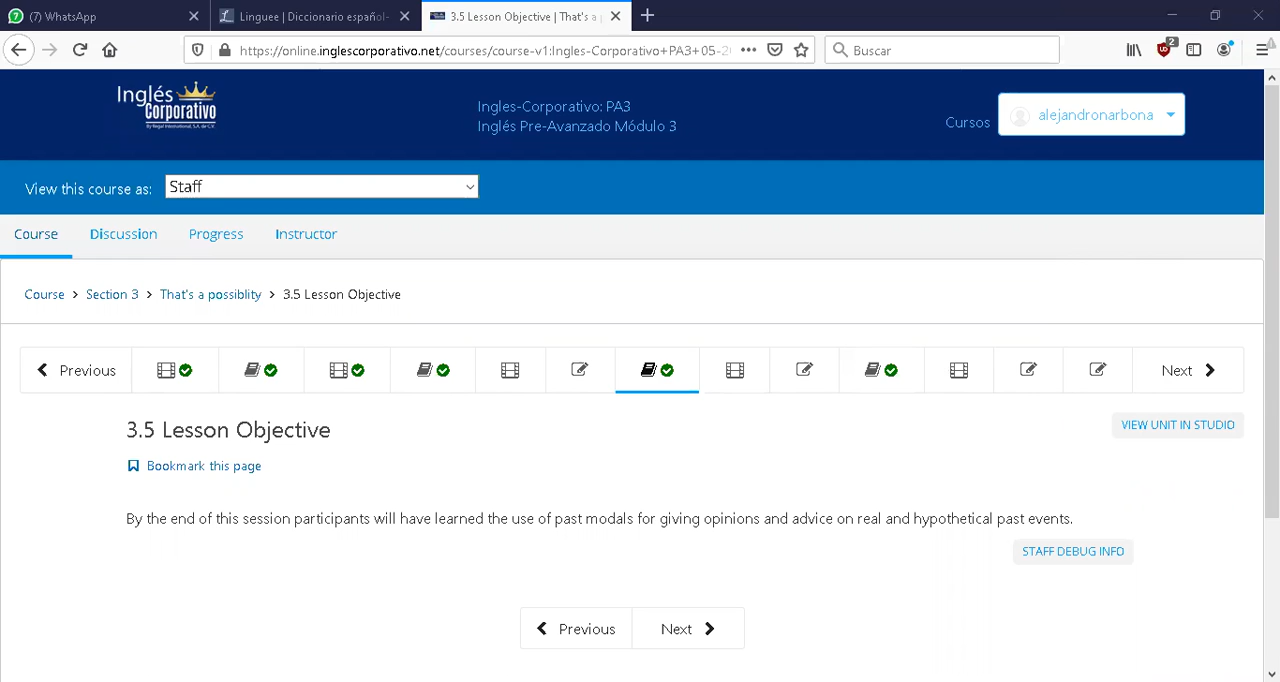 (7) WhatsApp
Linguee | Diccionario español-
3.5 Lesson Objective | That's a p
https://online.inglescorporativo.net/courses/course-v1:Ingles-Corporativo+PA3+05-2
Buscar
2
Inglés
Corporativo
By Regal International, S.A. de C.V.
Ingles-Corporativo: PA3
Inglés Pre-Avanzado Módulo 3
Cursos
alejandronarbona
View this course as:
Staff
Course
Discussion
Progress
Instructor
Course > Section 3 > That's a possiblity > 3.5 Lesson Objective
Previous
Next
3.5 Lesson Objective
VIEW UNIT IN STUDIO
Bookmark this page
By the end of this session participants will have learned the use of past modals for giving opinions and advice on real and hypothetical past events.
STAFF DEBUG INFO
Previous
Next